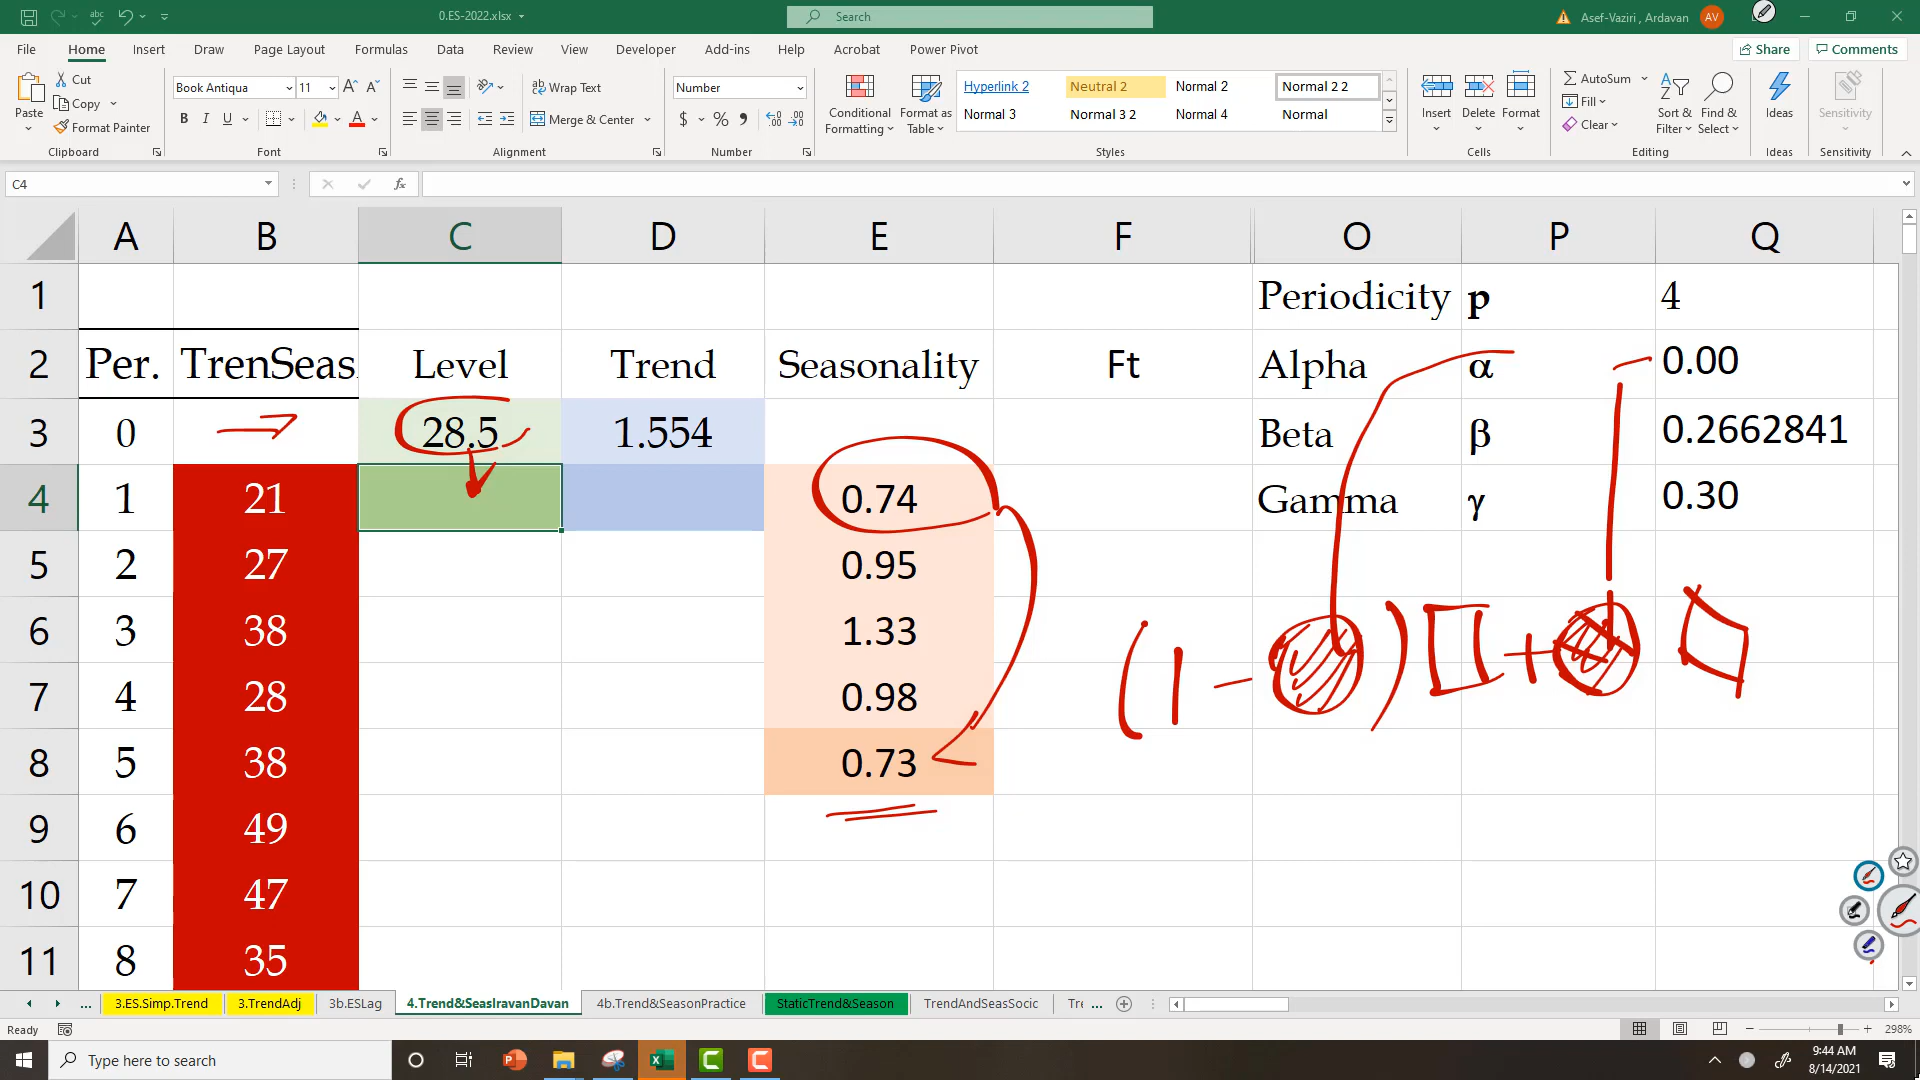 0.ES-2022.xlsx
Search
Asef-Vaziri , Ardavan
AV
File Home Insert Draw Page Layout Formulas Data Review View Developer Add-ins Help Acrobat Power Pivot
Share
Comments
Paste
Cut
Copy
Format Painter
Clipboard
Book Antiqua
11
B I U
Font
Wrap Text
Merge & Center
Alignment
Number
$ %
Number
Conditional
Formatting
Format as
Table
Hyperlink 2
Neutral 2
Normal 2
Normal 2 2
Normal 3
Normal 3 2
Normal 4
Normal
Styles
Insert
Delete
Format
Cells
AutoSum
Fill
Clear
Sort &
Filter
Find &
Select
Editing
Ideas
Ideas
Sensitivity
Sensitivity
C4
fx
A B C D E F O P Q
1 Periodicity p 4
2 Per. TrenSeas. Level Trend Seasonality Ft Alpha α 0.00
3 0 28.5 1.554 Beta β 0.2662841
4 1 21 0.74 Gamma γ 0.30
5 2 27 0.95
6 3 38 1.33
(1 - ) + 
7 4 28 0.98
8 5 38 0.73
9 6 49
10 7 47
11 8 35
... 3.ES.Simp.Trend 3.TrendAdj 3b.ESLag 4.Trend&SeasIravanDavan 4b.Trend&SeasonPractice StaticTrend&Season TrendAndSeasSocic Tre ...
Ready
298%
Type here to search
9:44 AM
8/14/2021